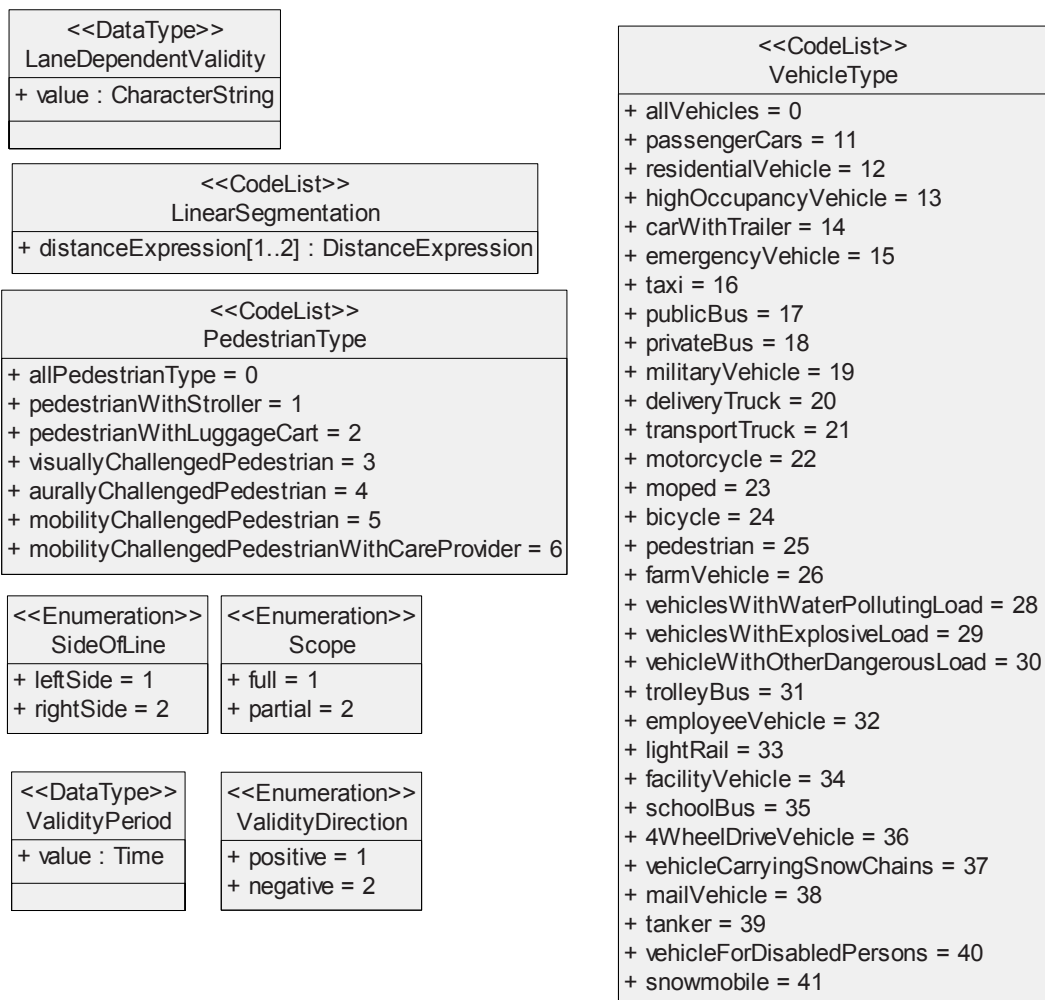 <<DataType>>
LaneDependentValidity
+ value : CharacterString
<<CodeList>>
LinearSegmentation
+ distanceExpression[1..2] : DistanceExpression
<<CodeList>>
PedestrianType
+ allPedestrianType = 0
+ pedestrianWithStroller = 1
+ pedestrianWithLuggageCart = 2
+ visuallyChallengedPedestrian = 3
+ aurallyChallengedPedestrian = 4
+ mobilityChallengedPedestrian = 5
+ mobilityChallengedPedestrianWithCareProvider = 6
<<Enumeration>>
SideOfLine
+ leftSide = 1
+ rightSide = 2
<<Enumeration>>
Scope
+ full = 1
+ partial = 2
<<DataType>>
ValidityPeriod
+ value : Time
<<Enumeration>>
ValidityDirection
+ positive = 1
+ negative = 2
<<CodeList>>
VehicleType
+ allVehicles = 0
+ passengerCars = 11
+ residentialVehicle = 12
+ highOccupancyVehicle = 13
+ carWithTrailer = 14
+ emergencyVehicle = 15
+ taxi = 16
+ publicBus = 17
+ privateBus = 18
+ militaryVehicle = 19
+ deliveryTruck = 20
+ transportTruck = 21
+ motorcycle = 22
+ moped = 23
+ bicycle = 24
+ pedestrian = 25
+ farmVehicle = 26
+ vehiclesWithWaterPollutingLoad = 28
+ vehiclesWithExplosiveLoad = 29
+ vehicleWithOtherDangerousLoad = 30
+ trolleyBus = 31
+ employeeVehicle = 32
+ lightRail = 33
+ facilityVehicle = 34
+ schoolBus = 35
+ 4WheelDriveVehicle = 36
+ vehicleCarryingSnowChains = 37
+ mailVehicle = 38
+ tanker = 39
+ vehicleForDisabledPersons = 40
+ snowmobile = 41